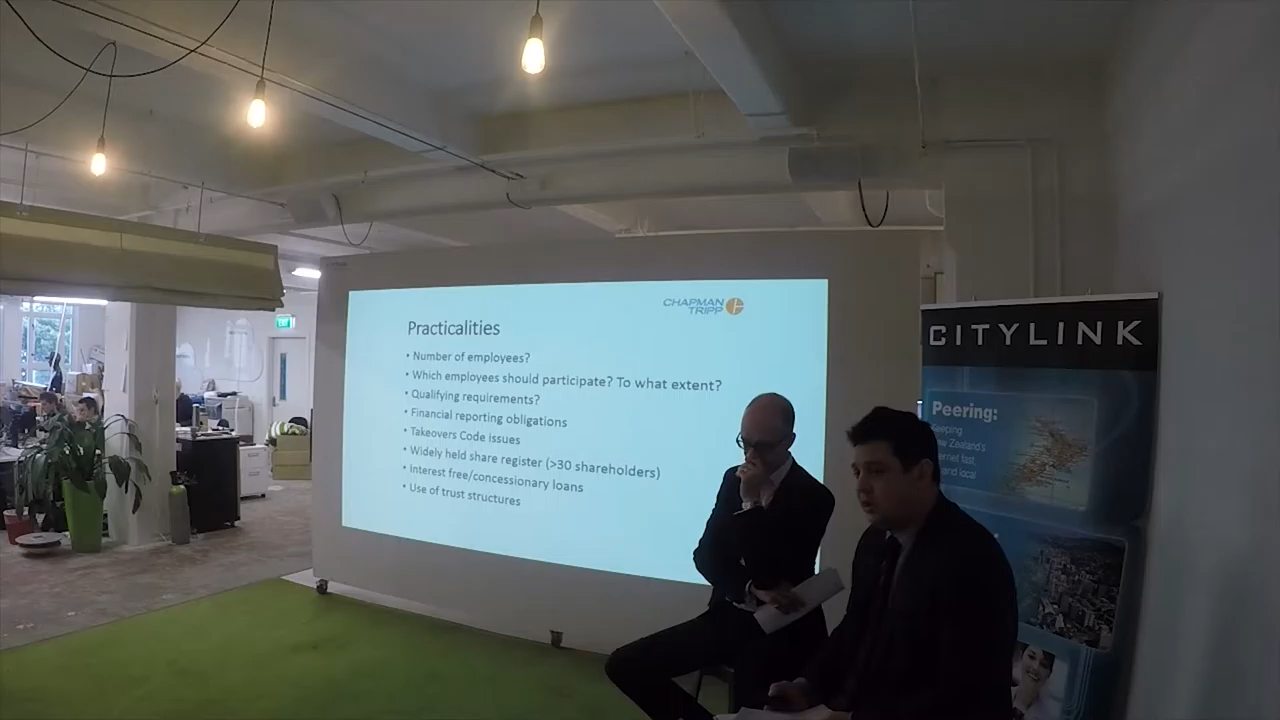 CHAPMAN
TRIPP
Practicalities
• Number of employees?
• Which employees should participate? To what extent?
• Qualifying requirements?
• Financial reporting obligations
• Takeovers Code issues
• Widely held share register (>30 shareholders)
• Interest free/concessionary loans
• Use of trust structures
CITYLINK
Peering:
Keeping
New Zealand's
and local
EXIT